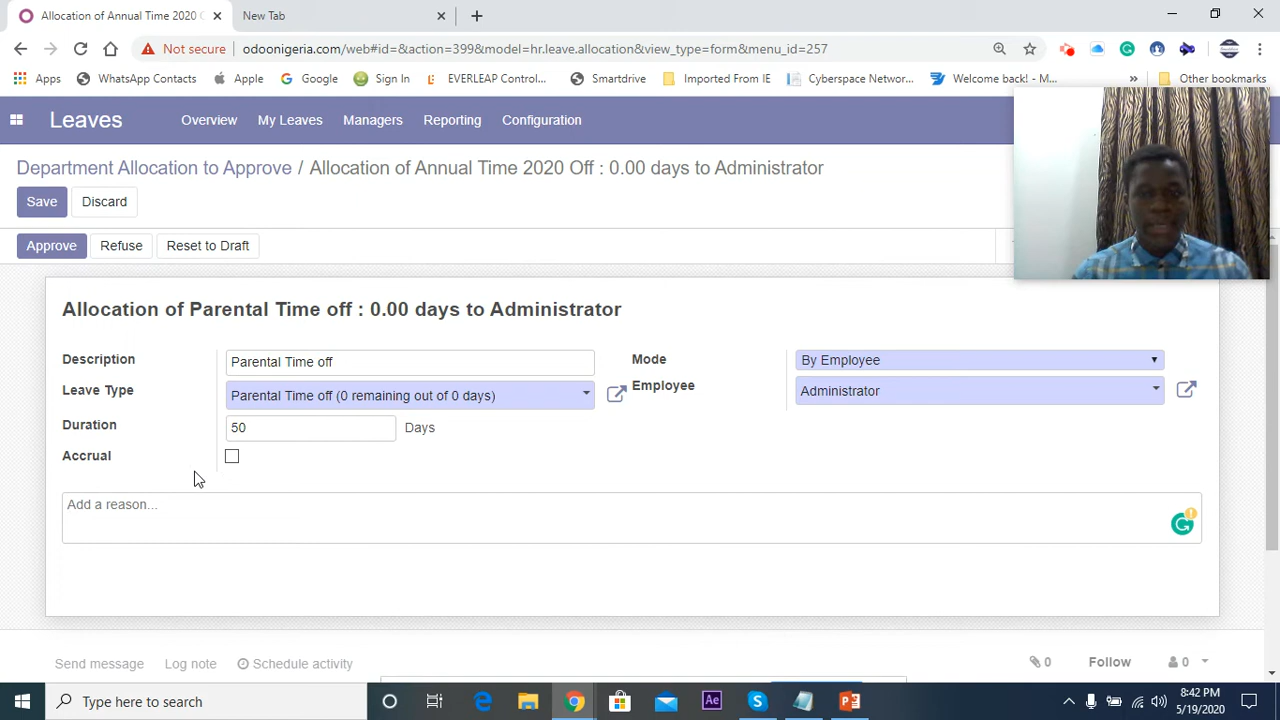 Allocation of Annual Time 2020 O
New Tab
Not secure
odoonigeria.com/web#id=&action=399&model=hr.leave.allocation&view_type=form&menu_id=257
Apps
WhatsApp Contacts
Apple
Google
Sign In
EVERLEAP Control...
Smartdrive
Imported From IE
Cyberspace Network...
Welcome back! - M...
»
Other bookmarks
Leaves
Overview
My Leaves
Managers
Reporting
Configuration
Department Allocation to Approve / Allocation of Annual Time 2020 Off : 0.00 days to Administrator
Save
Discard
Approve
Refuse
Reset to Draft
Allocation of Parental Time off : 0.00 days to Administrator
Description
Parental Time off
Mode
By Employee
Leave Type
Parental Time off (0 remaining out of 0 days)
Employee
Administrator
Duration
50
Days
Accrual
Add a reason...
Send message
Log note
Schedule activity
0
Follow
0
Type here to search
Ae
8:42 PM
5/19/2020